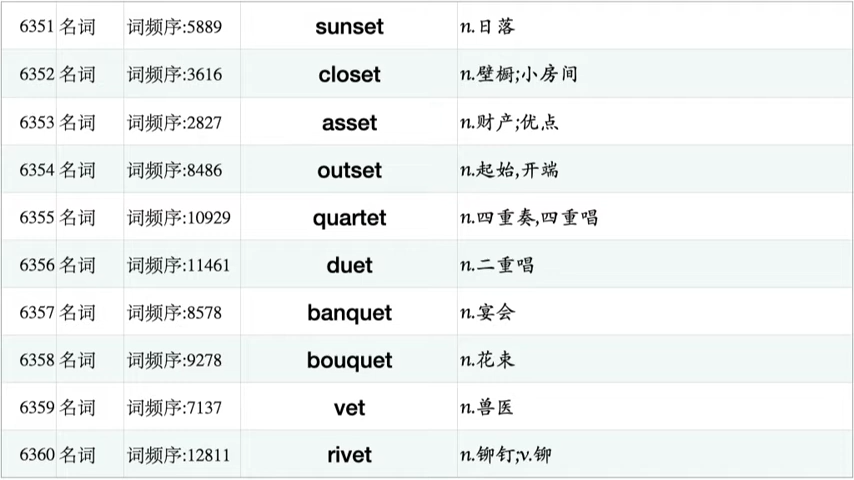 6351 名词 词频序:5889 sunset n.日落
6352 名词 词频序:3616 closet n.壁橱;小房间
6353 名词 词频序:2827 asset n.财产;优点
6354 名词 词频序:8486 outset n.起始,开端
6355 名词 词频序:10929 quartet n.四重奏,四重唱
6356 名词 词频序:11461 duet n.二重唱
6357 名词 词频序:8578 banquet n.宴会
6358 名词 词频序:9278 bouquet n.花束
6359 名词 词频序:7137 vet n.兽医
6360 名词 词频序:12811 rivet n.铆钉;v.铆